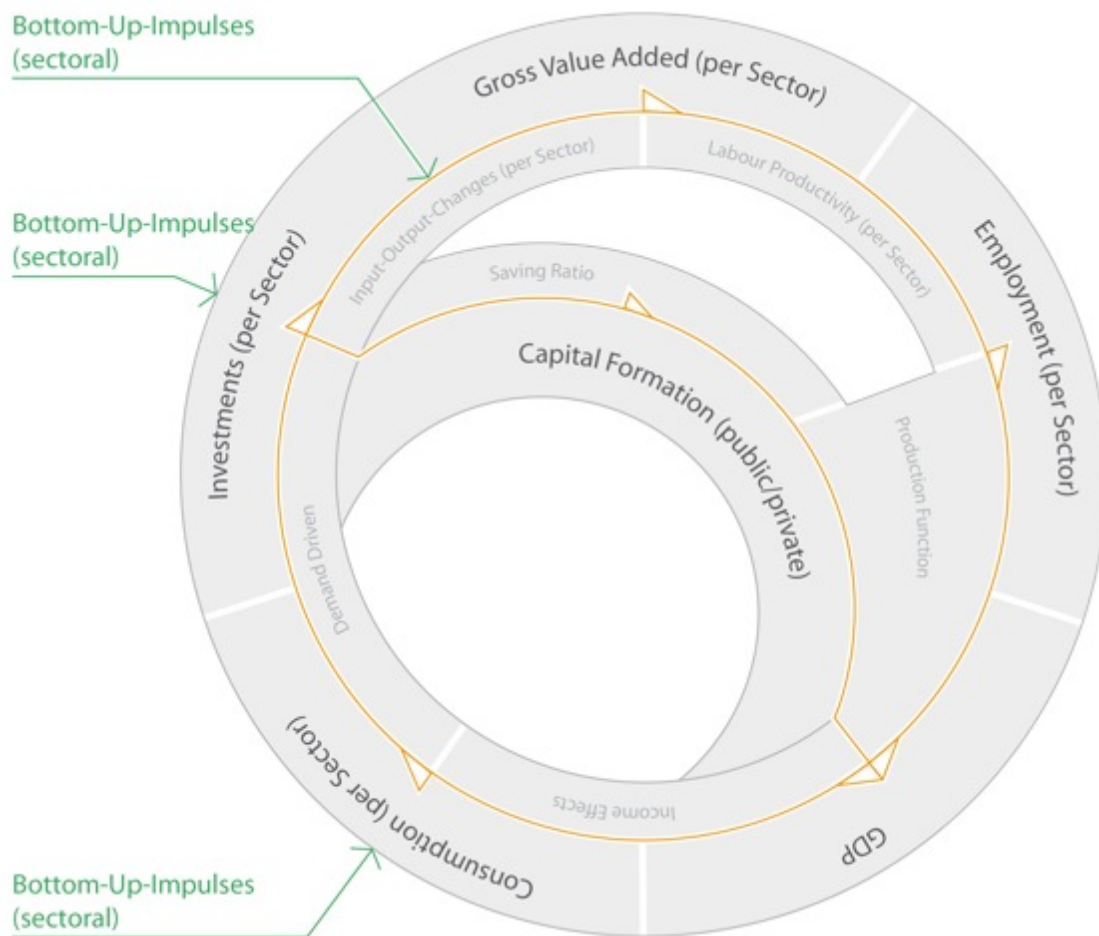 Bottom-Up-Impulses
(sectoral)
Gross Value Added (per Sector)
Input-Output-Changes (per Sector)
Labour Productivity (per Sector)
Bottom-Up-Impulses
(sectoral)
Investments (per Sector)
Employment (per Sector)
Saving Ratio
Capital Formation (public/private)
Production Function
Demand Driven
Income Effects
Consumption (per Sector)
GDP
Bottom-Up-Impulses
(sectoral)